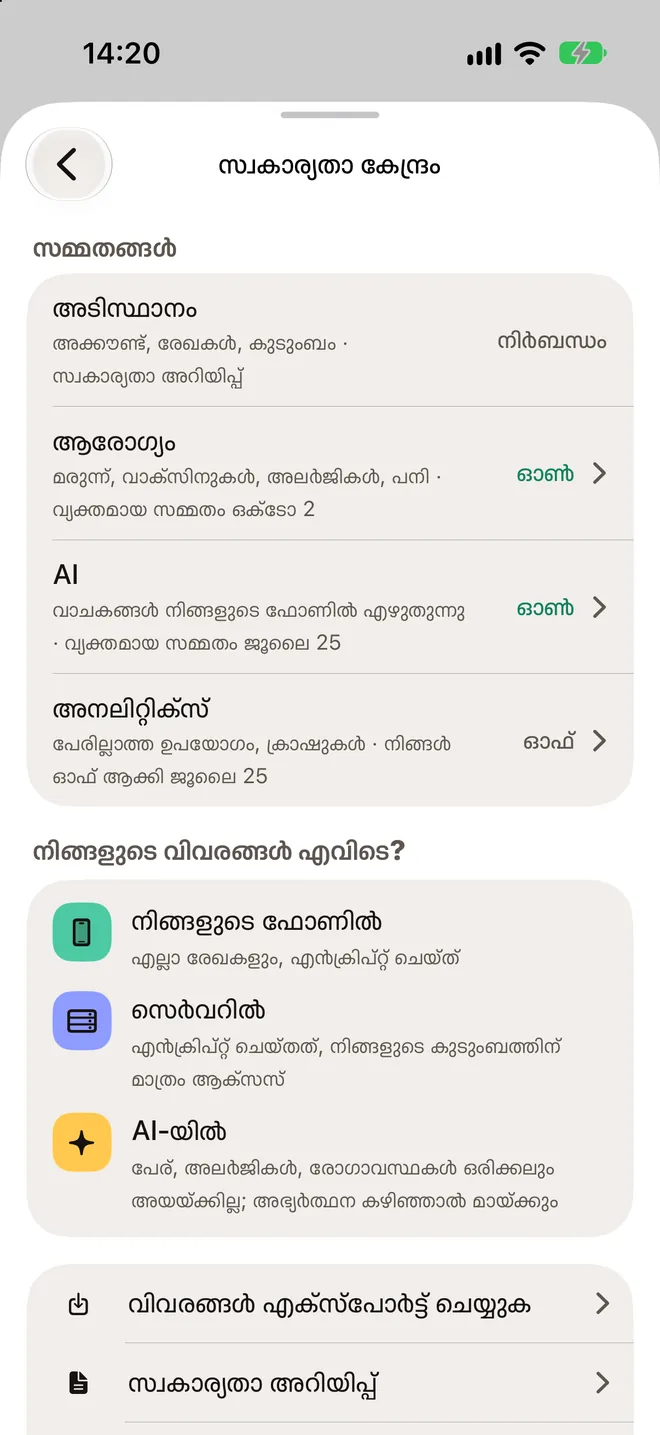 14:20
സ്വകാര്യതാ കേന്ദ്രം
സമ്മതങ്ങൾ
അടിസ്ഥാനം
അക്കൗണ്ട്, രേഖകൾ, കുടുംബം ·
സ്വകാര്യതാ അറിയിപ്പ്
നിർബന്ധം
ആരോഗ്യം
മരുന്ന്, വാക്സിനുകൾ, അലർജികൾ, പനി ·
വ്യക്തമായ സമ്മതം ഒക്ടോ 2
ഓൺ
AI
വാചകങ്ങൾ നിങ്ങളുടെ ഫോണിൽ എഴുതുന്നു
· വ്യക്തമായ സമ്മതം ജൂലൈ 25
ഓൺ
അനലിറ്റിക്സ്
പേരില്ലാത്ത ഉപയോഗം, ക്രാഷുകൾ · നിങ്ങൾ
ഓഫ് ആക്കി ജൂലൈ 25
ഓഫ്
നിങ്ങളുടെ വിവരങ്ങൾ എവിടെ?
നിങ്ങളുടെ ഫോണിൽ
എല്ലാ രേഖകളും, എൻക്രിപ്റ്റ് ചെയ്ത്
സെർവറിൽ
എൻക്രിപ്റ്റ് ചെയ്തത്, നിങ്ങളുടെ കുടുംബത്തിന്
മാത്രം ആക്സസ്
AI-യിൽ
പേര്, അലർജികൾ, രോഗാവസ്ഥകൾ ഒരിക്കലും
അയയ്ക്കില്ല; അഭ്യർത്ഥന കഴിഞ്ഞാൽ മായ്ക്കും
വിവരങ്ങൾ എക്സ്പോർട്ട് ചെയ്യുക
സ്വകാര്യതാ അറിയിപ്പ്